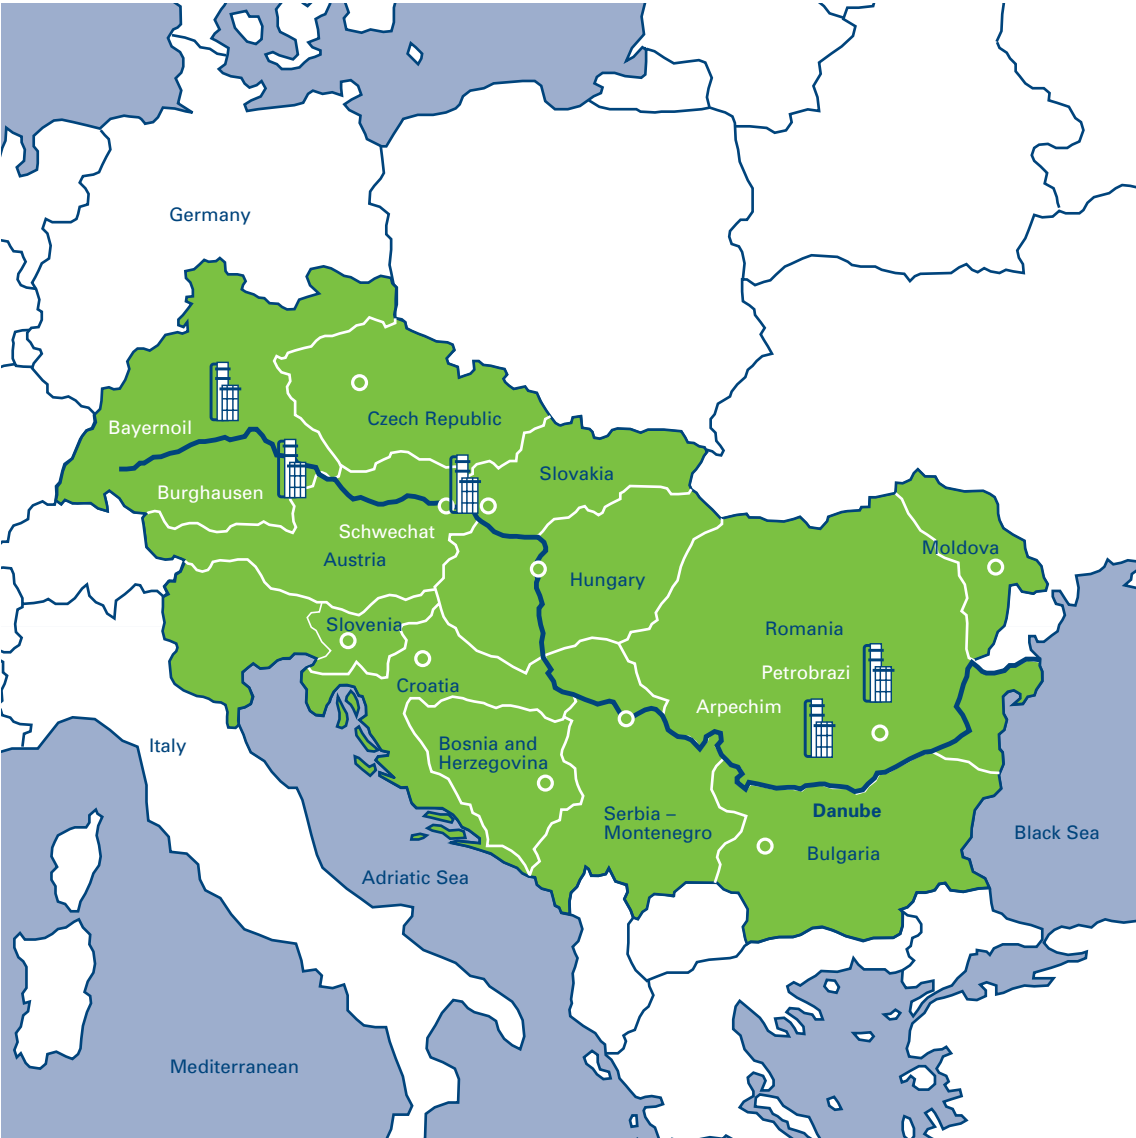 Germany
Bayernoil
Czech Republic
Slovakia
Burghausen
Schwechat
Austria
Moldova
Hungary
Slovenia
Romania
Petrobrazi
Croatia
Arpechim
Italy
Bosnia and
Herzegovina
Serbia –
Montenegro
Danube
Black Sea
Bulgaria
Adriatic Sea
Mediterranean